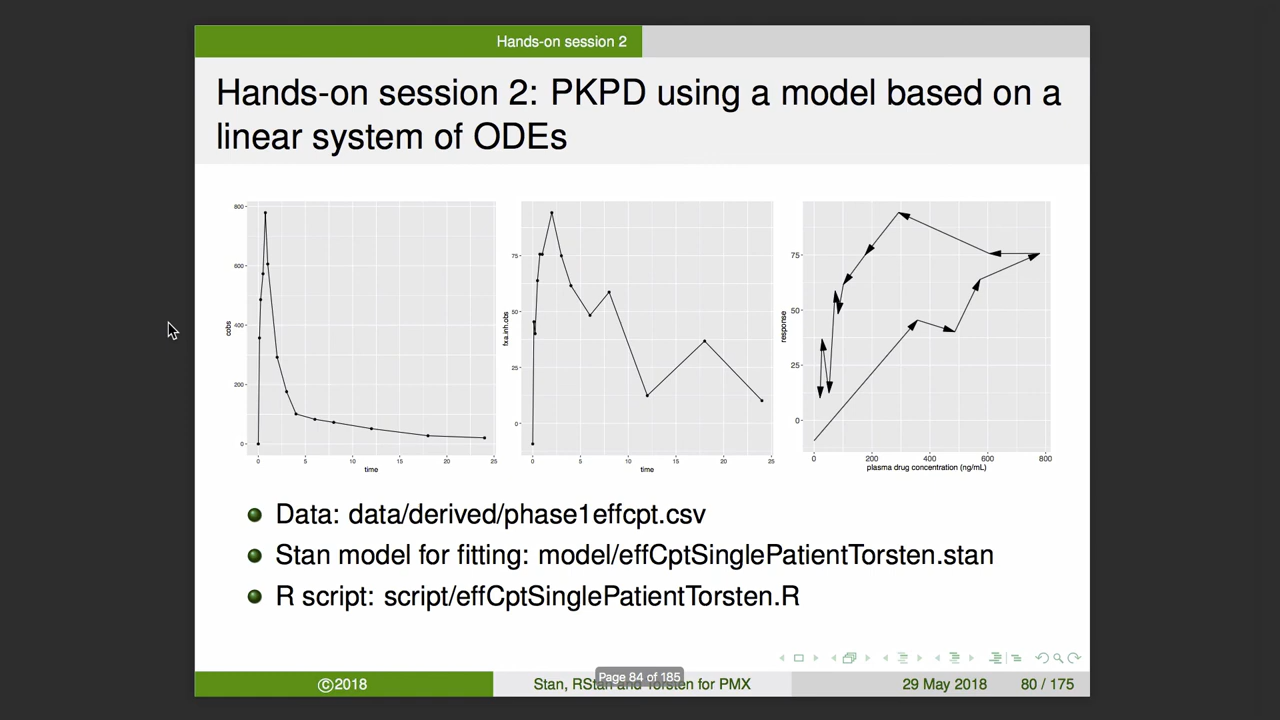 Hands-on session 2
Hands-on session 2: PKPD using a model based on a
linear system of ODEs
800
600
400
200
0
cobs
0 5 10 15 20 25
time
75
50
25
0
fxa.inh.obs
0 5 10 15 20 25
time
75
50
25
0
response
0 200 400 600 800
plasma drug concentration (ng/mL)
Data: data/derived/phase1effcpt.csv
Stan model for fitting: model/effCptSinglePatientTorsten.stan
R script: script/effCptSinglePatientTorsten.R
Page 84 of 185
©2018
Stan, RStan and Torsten for PMX
29 May 2018
80 / 175